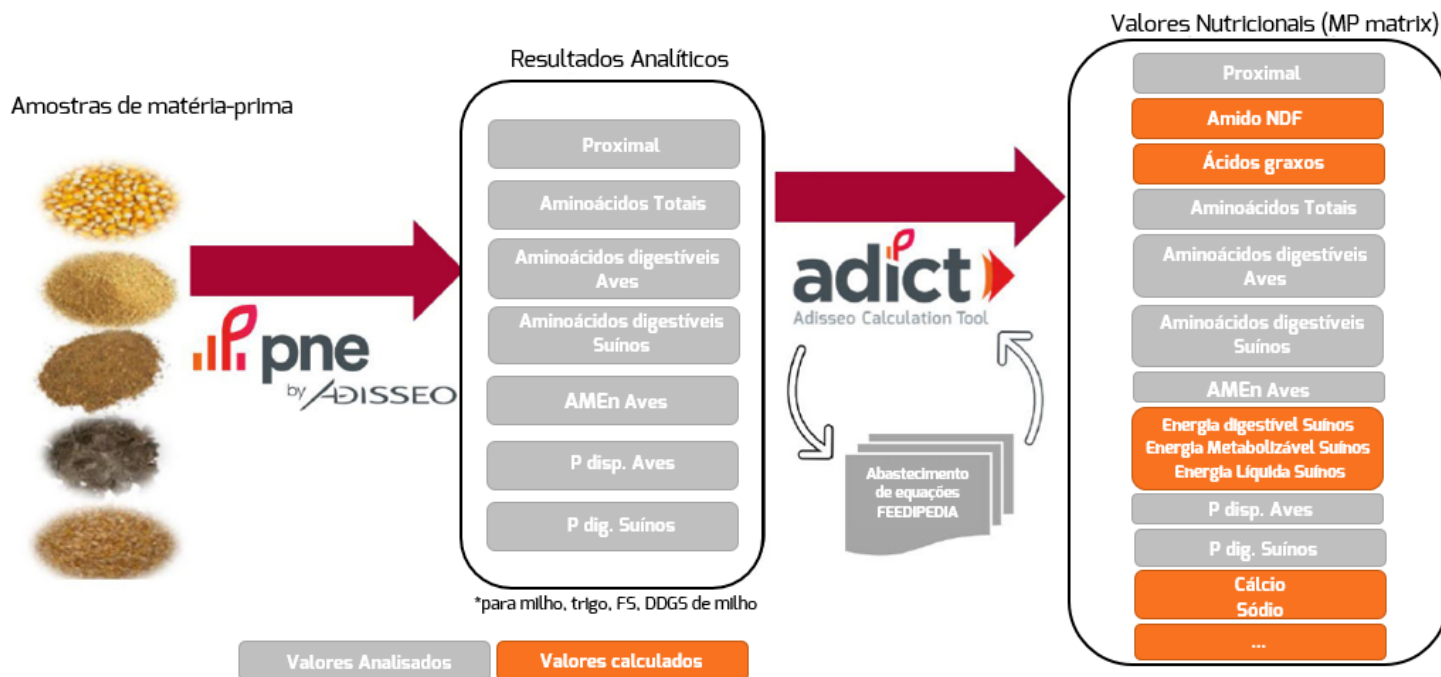 Amostras de matéria-prima
pne
by ADISSEO
Resultados Analíticos
Proximal
Aminoácidos Totais
Aminoácidos digestíveis
Aves
Aminoácidos digestíveis
Suínos
AMEn Aves
P disp. Aves
P dig. Suínos
*para milho, trigo, FS, DDGS de milho
adict
Adisseo Calculation Tool
Abastecimento
de equações
FEEDIPEDIA
Valores Nutricionais (MP matrix)
Proximal
Amido NDF
Ácidos graxos
Aminoácidos Totais
Aminoácidos digestíveis
Aves
Aminoácidos digestíveis
Suínos
AMEn Aves
Energia digestível Suínos
Energia Metabolizável Suínos
Energia Líquida Suínos
P disp. Aves
P dig. Suínos
Cálcio
Sódio
...
Valores Analisados
Valores calculados